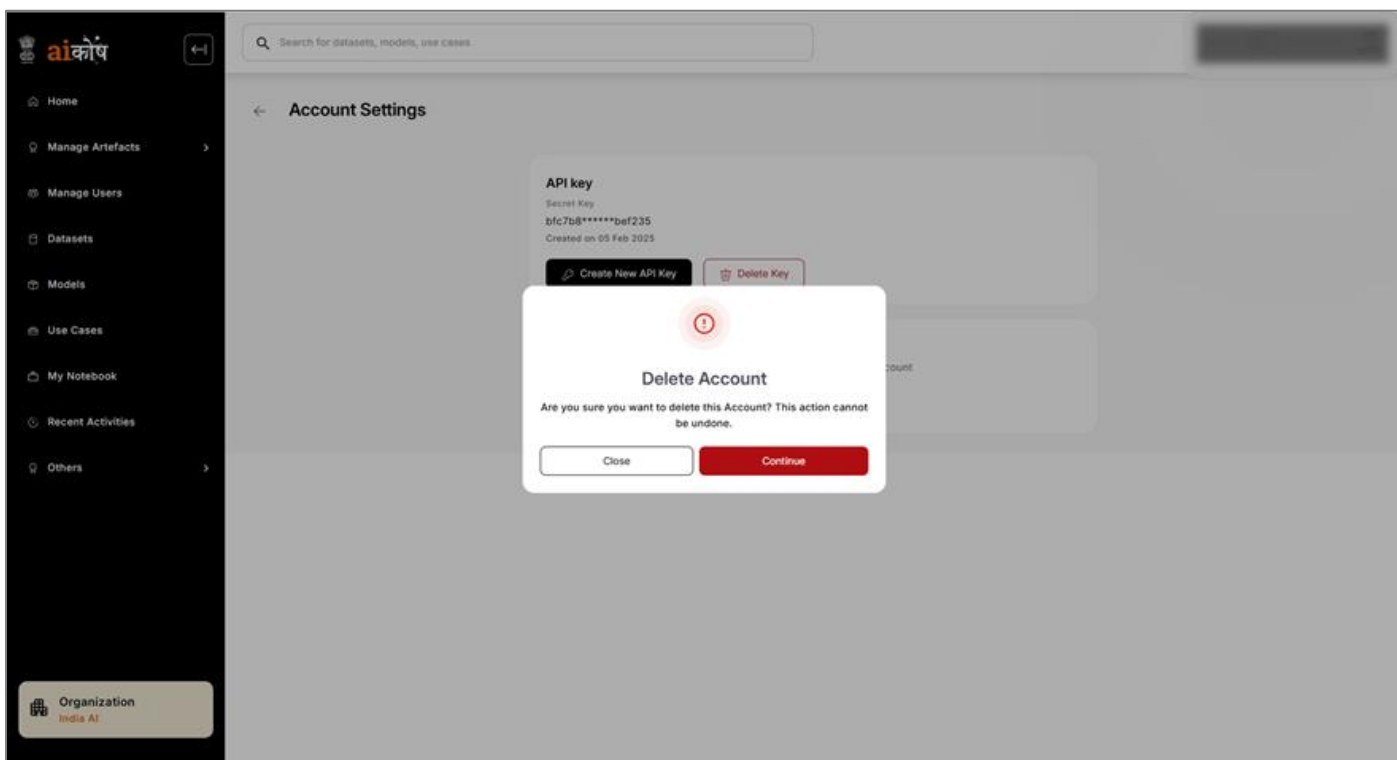 aiकोष
Search for datasets, models, use cases
Home
Account Settings
Manage Artefacts
Manage Users
Datasets
Models
Use Cases
My Notebook
Recent Activities
Others
API key
Secret Key
bfc7b8******bef235
Created on 05 Feb 2025
Create New API Key
Delete Key
Delete Account
Are you sure you want to delete this Account? This action cannot
be undone.
Close
Continue
Organization
India AI